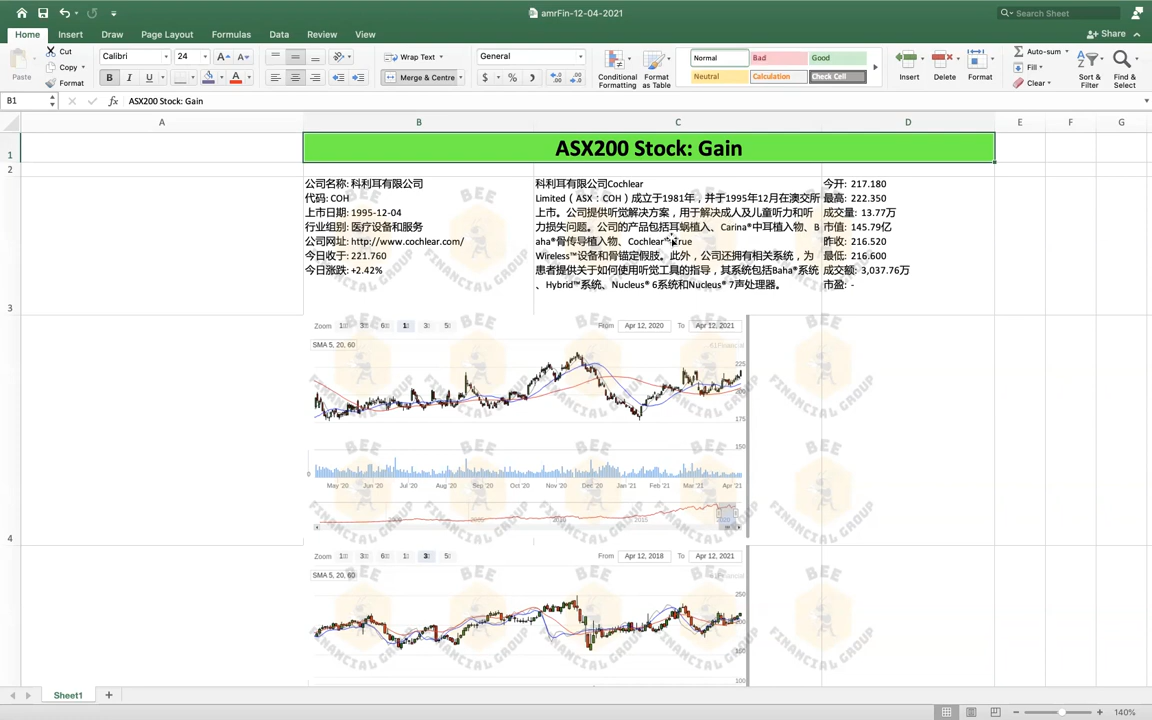 amrFin-12-04-2021
Search Sheet
Home Insert Draw Page Layout Formulas Data Review View
Share
Cut
Copy
Format
Paste
Calibri 24
Wrap Text
Merge & Centre
General
Conditional Formatting
Format as Table
Normal Bad Good
Neutral Calculation Check Cell
Insert Delete Format
Auto-sum
Fill
Clear
Sort & Filter
Find & Select
B1 fx ASX200 Stock: Gain
A B C D E F G
1
ASX200 Stock: Gain
2
公司名称: 科利耳有限公司
代码: COH
上市日期: 1995-12-04
行业组别: 医疗设备和服务
公司网址: http://www.cochlear.com/
今日收于: 221.760
今日涨跌: +2.42%
科利耳有限公司Cochlear
Limited（ASX：COH）成立于1981年，并于1995年12月在澳交所
上市。公司提供听觉解决方案，用于解决成人及儿童听力和听
力损失问题。公司的产品包括耳蜗植入、Carina®中耳植入物、B
aha®骨传导植入物、Cochlear™True
Wireless™设备和骨锚定假肢。此外，公司还拥有相关系统，为
患者提供关于如何使用听觉工具的指导，其系统包括Baha®系统
、Hybrid™系统、Nucleus® 6系统和Nucleus® 7声处理器。
今开: 217.180
最高: 222.350
成交量: 13.77万
市值: 145.79亿
昨收: 216.520
最低: 216.600
成交额: 3,037.76万
市盈: -
3
BEE FINANCIAL GROUP
Zoom
From Apr 12, 2020 To Apr 12, 2021
SMA 5, 20, 60
225
200
175
150
May '20 Jun '20 Jul '20 Aug '20 Sep '20 Oct '20 Nov '20 Dec '20 Jan '21 Feb '21 Mar '21 Apr '21
2005 2010 2015 2020
4
Zoom
From Apr 12, 2018 To Apr 12, 2021
SMA 5, 20, 60
250
200
150
100
Sheet1
140%